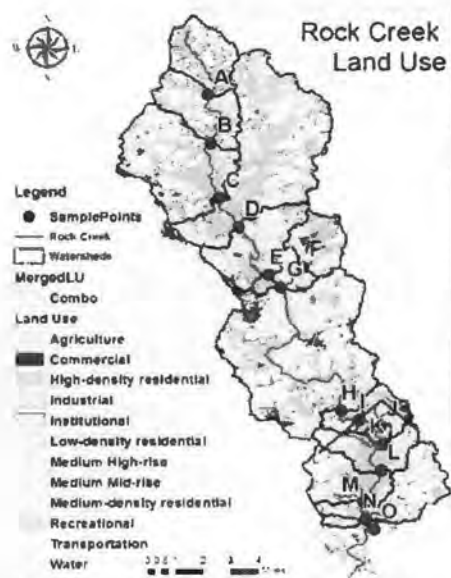 Rock Creek
Land Use
A
B
C
D
E
F
G
H
I
J
K
L
M
N
O
Legend
SamplePoints
Rock Creek
Watersheds
MergedLU
Combo
Land Use
Agriculture
Commercial
High-density residential
Industrial
Institutional
Low-density residential
Medium High-rise
Medium Mid-rise
Medium-density residential
Recreational
Transportation
Water